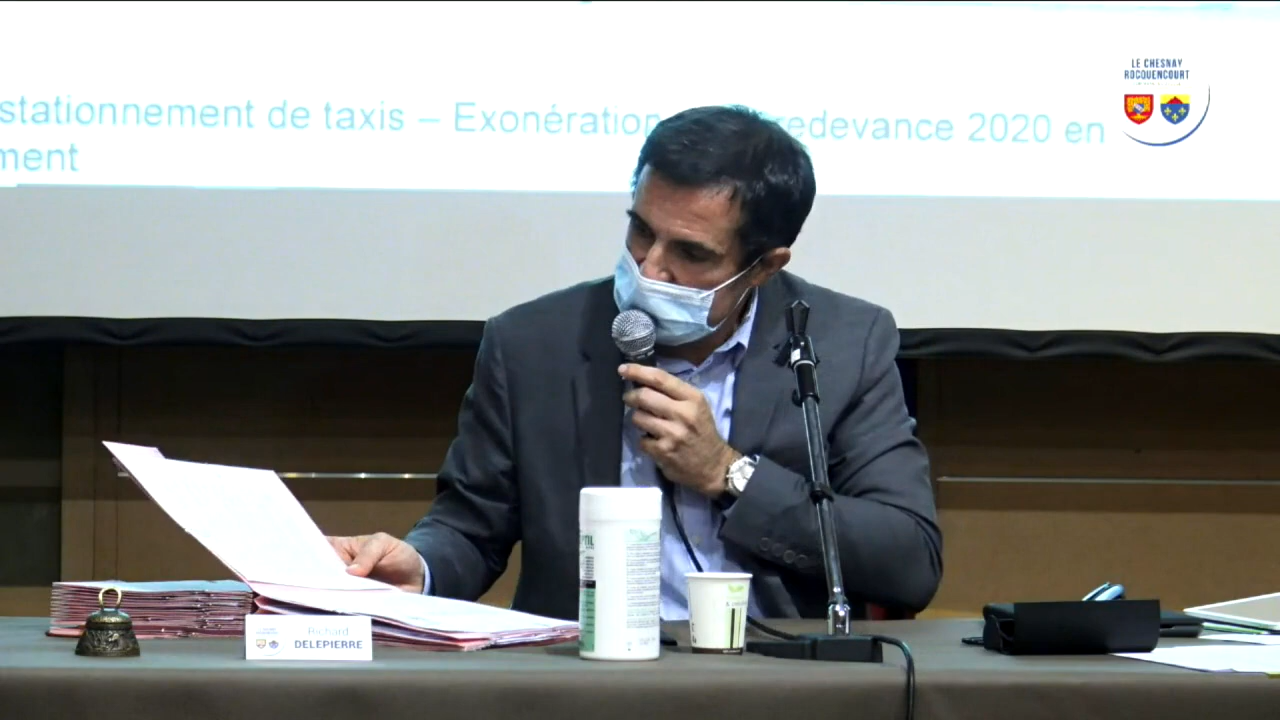 LE CHESNAY
ROCQUENCOURT
stationnement de taxis – Exonération redevance 2020 en
ment
Richard
DELEPIERRE